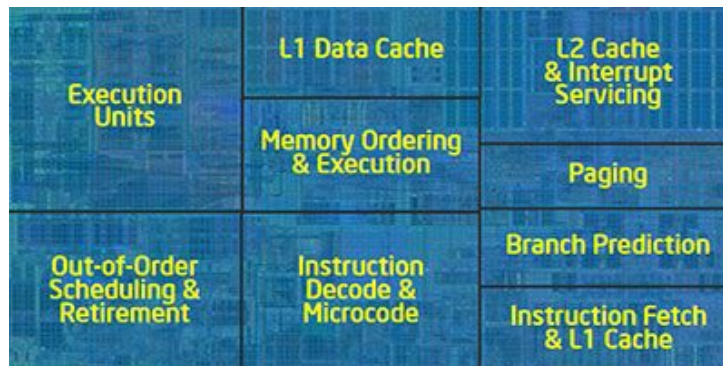 Execution
Units
L1 Data Cache
L2 Cache
& Interrupt
Servicing
Memory Ordering
& Execution
Paging
Out-of-Order
Scheduling &
Retirement
Instruction
Decode &
Microcode
Branch Prediction
Instruction Fetch
& L1 Cache